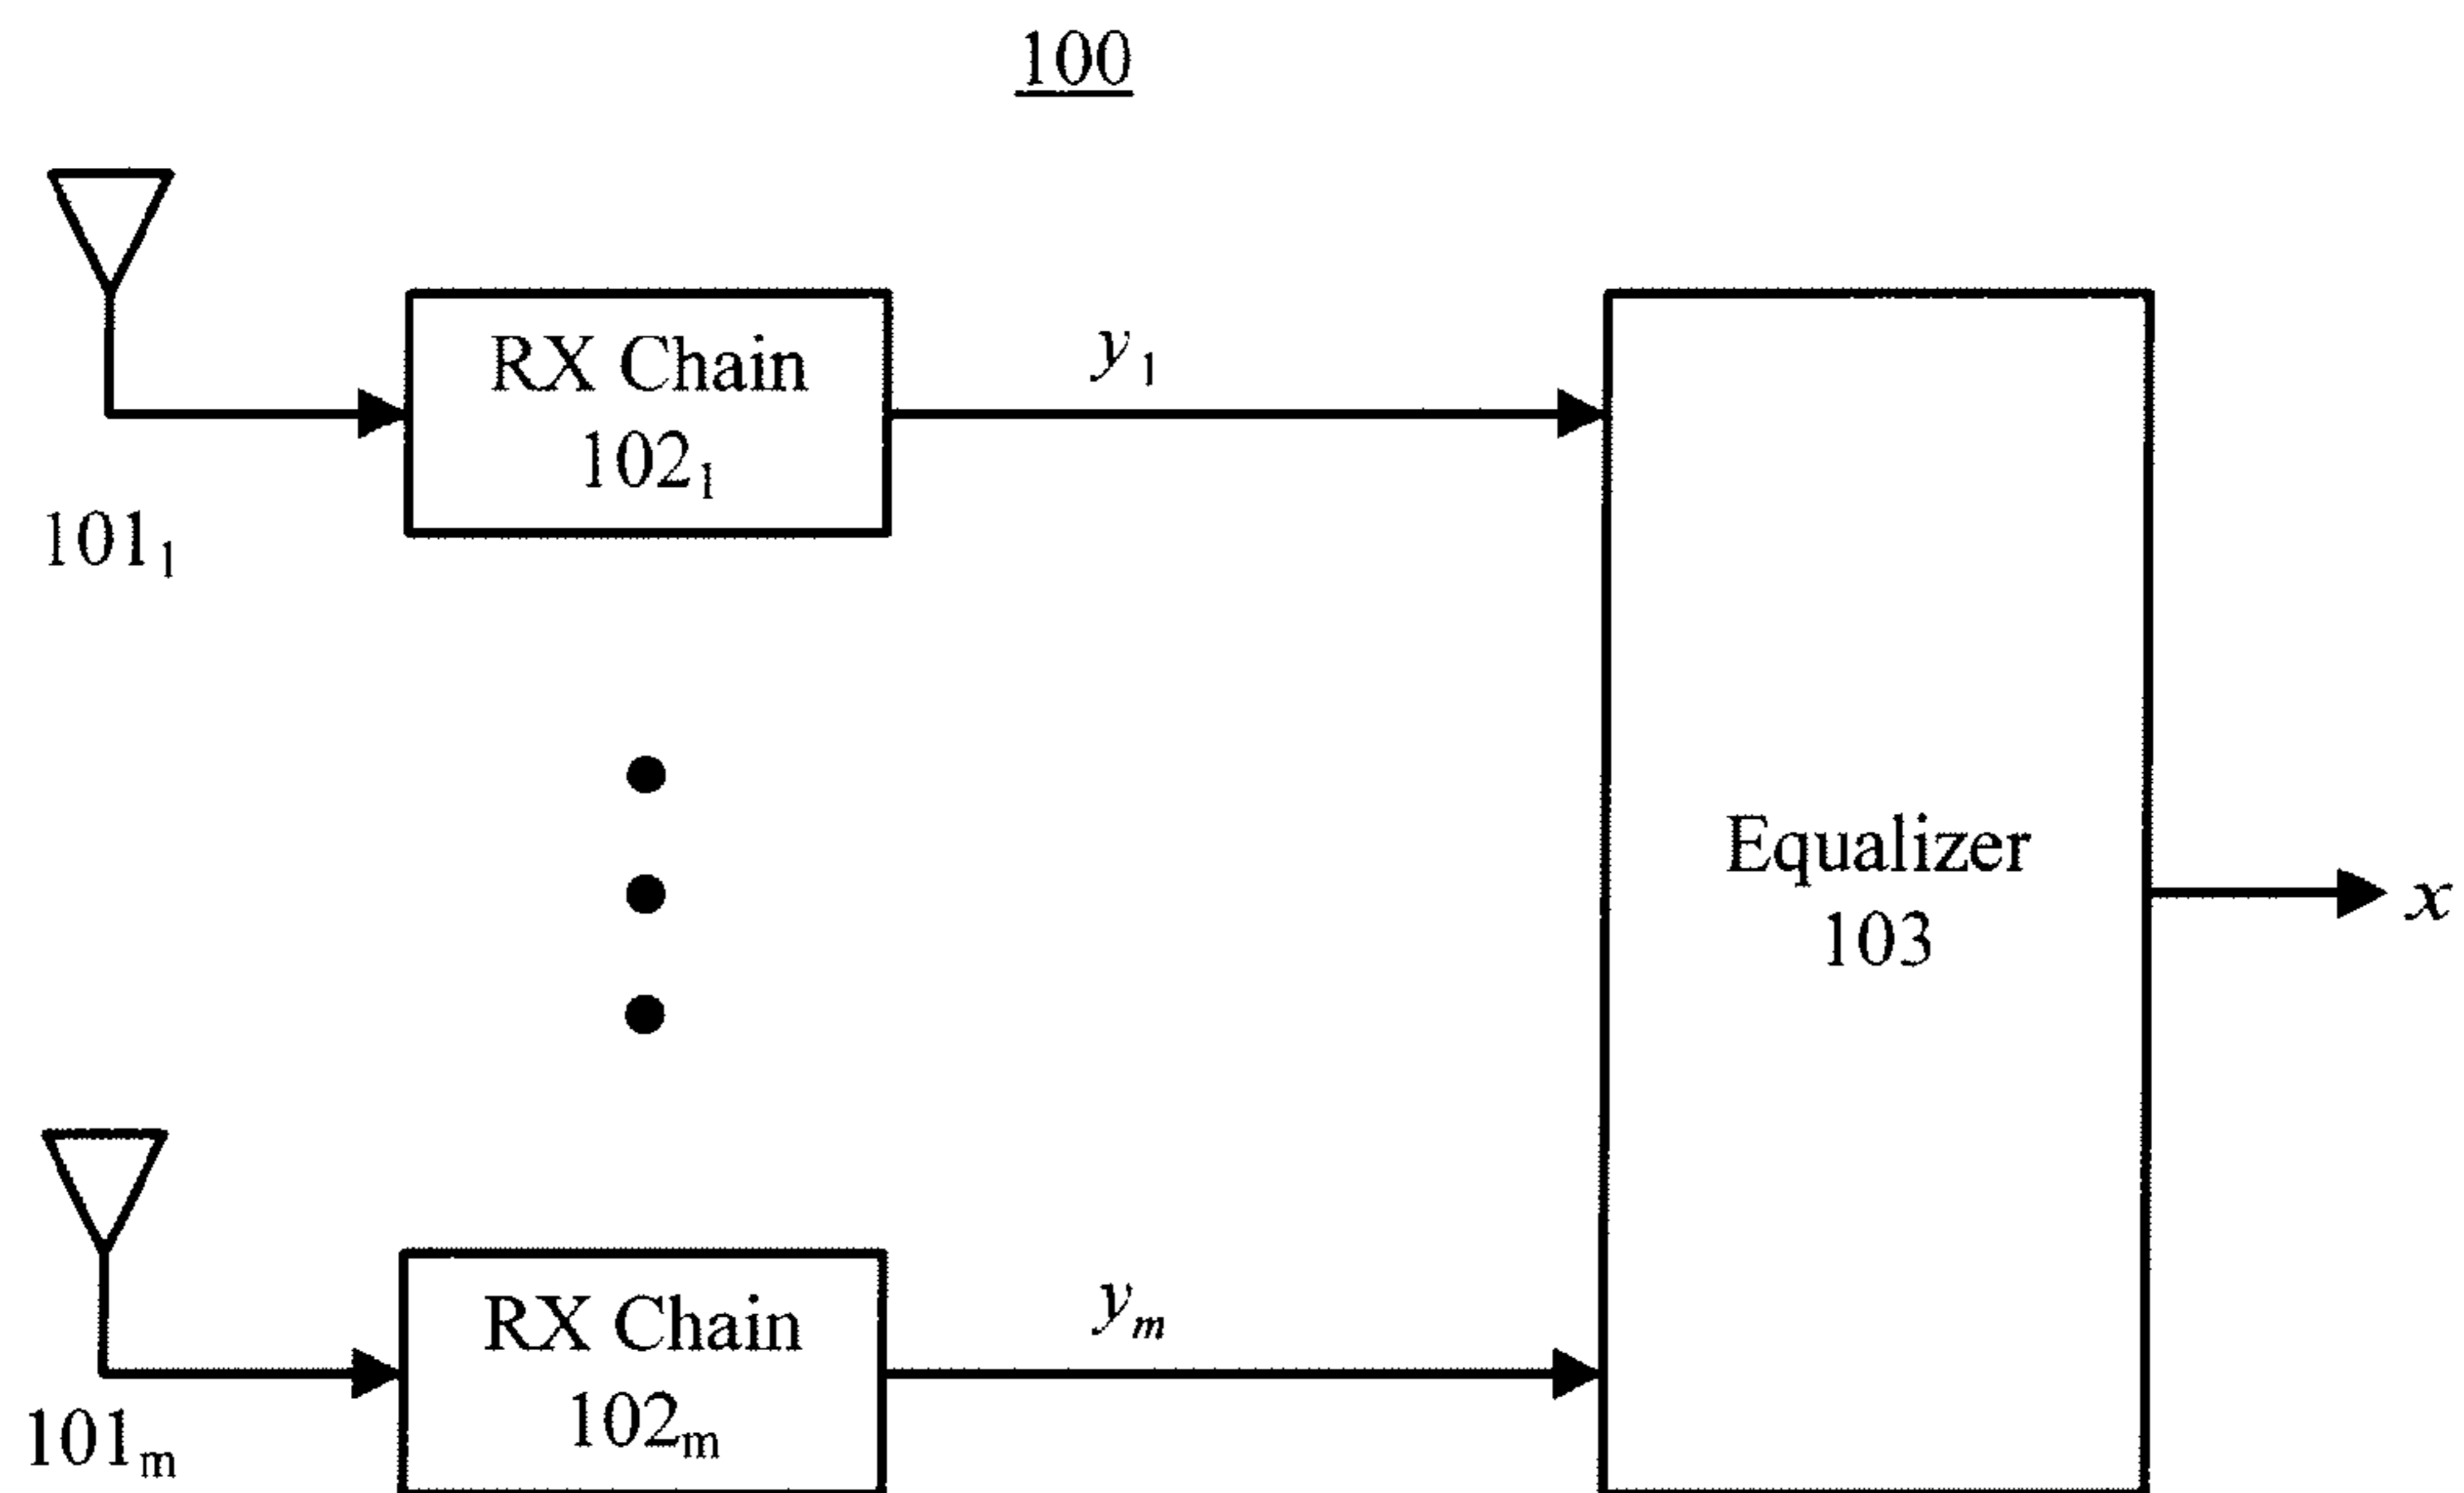 100
RX Chain
102₁
y₁
101₁
Equalizer
103
x
RX Chain
102ₘ
yₘ
101ₘ